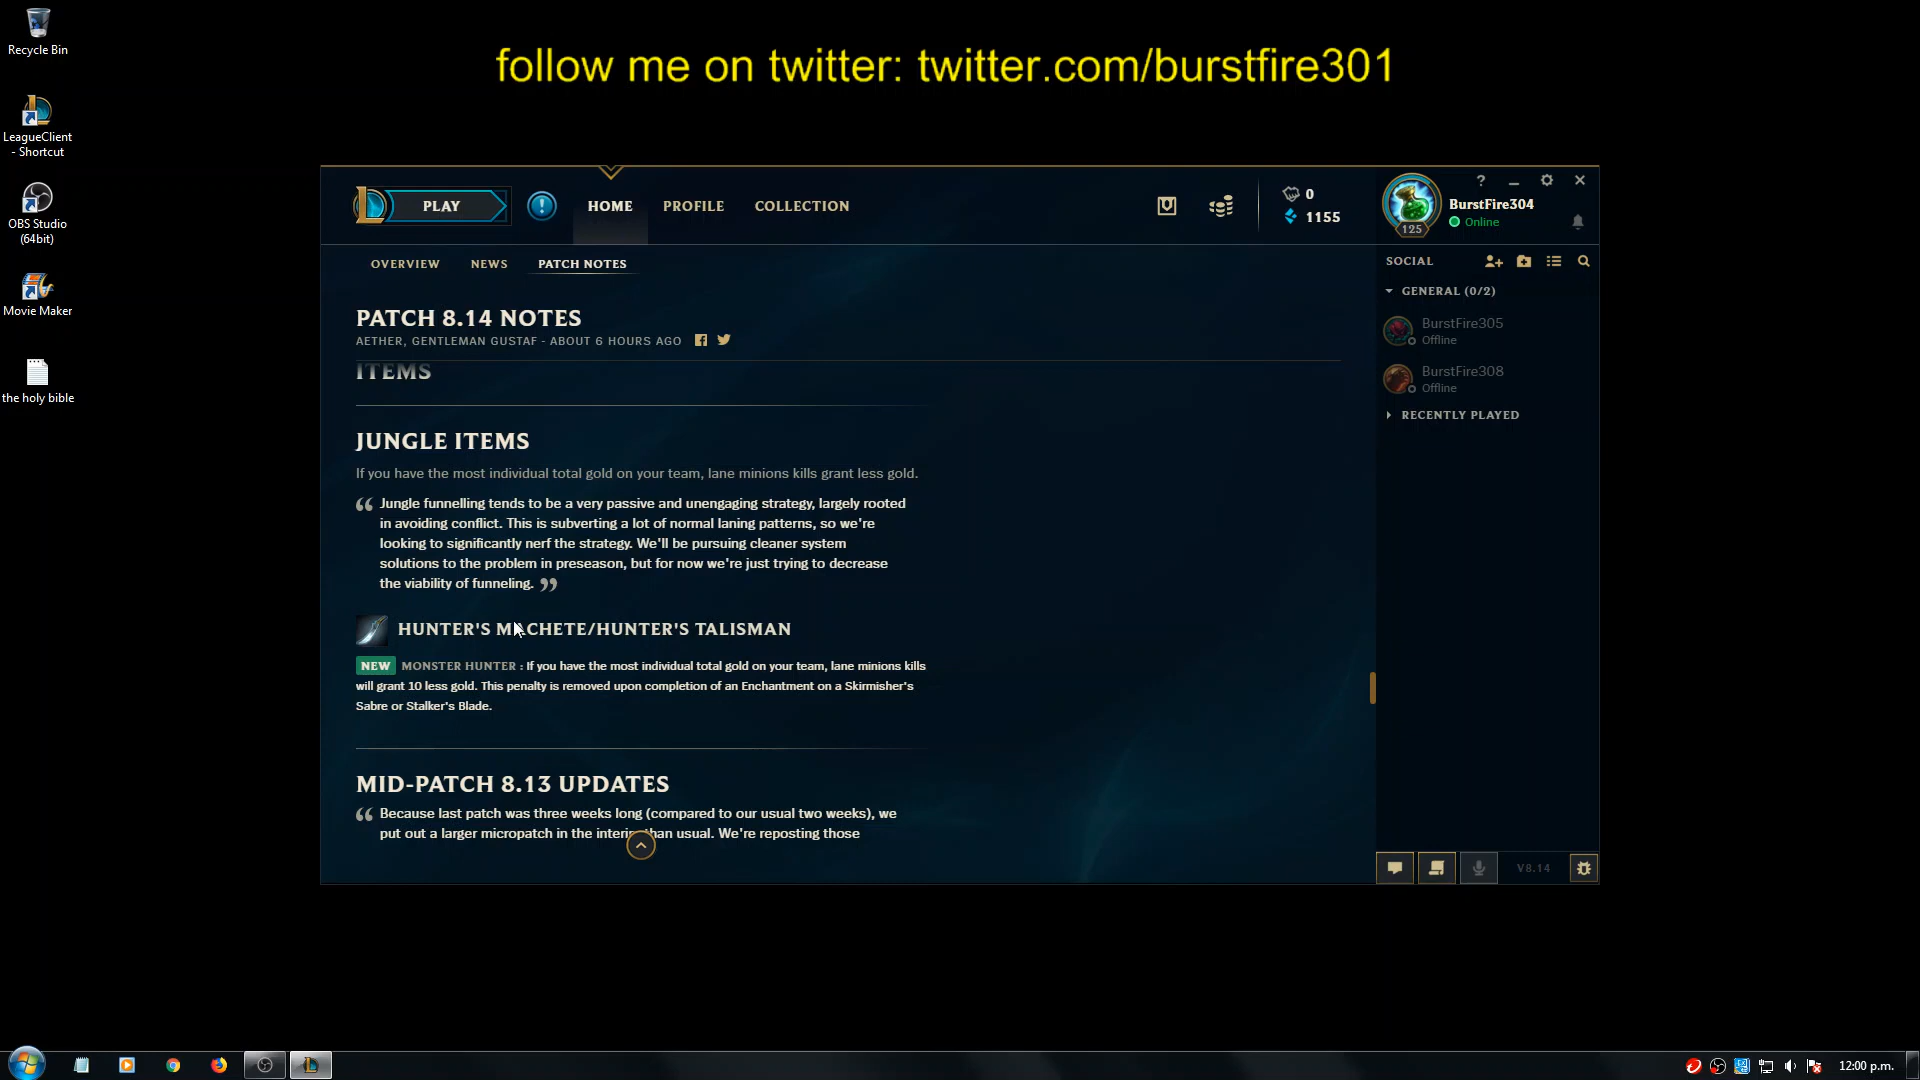 follow me on twitter: twitter.com/burstfire301
Recycle Bin
LeagueClient
- Shortcut
OBS Studio
(64bit)
Movie Maker
the holy bible
PLAY
HOME
PROFILE
COLLECTION
0
1155
125
BurstFire304
Online
OVERVIEW
NEWS
PATCH NOTES
SOCIAL
GENERAL (0/2)
BurstFire305
Offline
BurstFire308
Offline
RECENTLY PLAYED
PATCH 8.14 NOTES
AETHER, GENTLEMAN GUSTAF - ABOUT 6 HOURS AGO
ITEMS
JUNGLE ITEMS
If you have the most individual total gold on your team, lane minions kills grant less gold.
“ Jungle funnelling tends to be a very passive and unengaging strategy, largely rooted
in avoiding conflict. This is subverting a lot of normal laning patterns, so we're
looking to significantly nerf the strategy. We'll be pursuing cleaner system
solutions to the problem in preseason, but for now we're just trying to decrease
the viability of funneling. ”
HUNTER'S MACHETE/HUNTER'S TALISMAN
NEW MONSTER HUNTER : If you have the most individual total gold on your team, lane minions kills
will grant 10 less gold. This penalty is removed upon completion of an Enchantment on a Skirmisher's
Sabre or Stalker's Blade.
MID-PATCH 8.13 UPDATES
“ Because last patch was three weeks long (compared to our usual two weeks), we
put out a larger micropatch in the interim than usual. We're reposting those
V8.14
12:00 p.m.